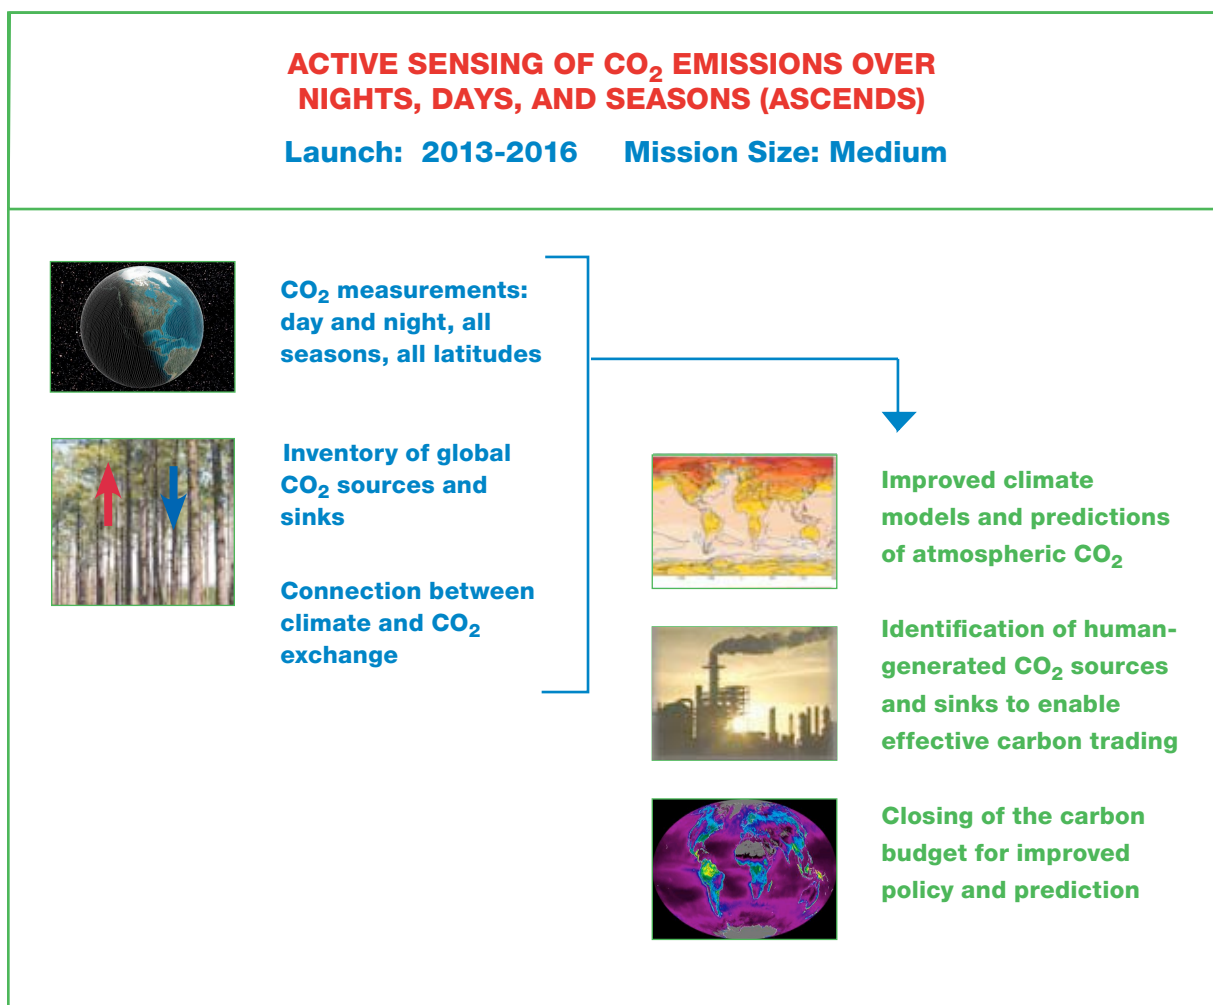 ACTIVE SENSING OF CO₂ EMISSIONS OVER
NIGHTS, DAYS, AND SEASONS (ASCENDS)
Launch: 2013-2016 Mission Size: Medium
CO₂ measurements:
day and night, all
seasons, all latitudes
Inventory of global
CO₂ sources and
sinks
Connection between
climate and CO₂
exchange
Improved climate
models and predictions
of atmospheric CO₂
Identification of human-
generated CO₂ sources
and sinks to enable
effective carbon trading
Closing of the carbon
budget for improved
policy and prediction